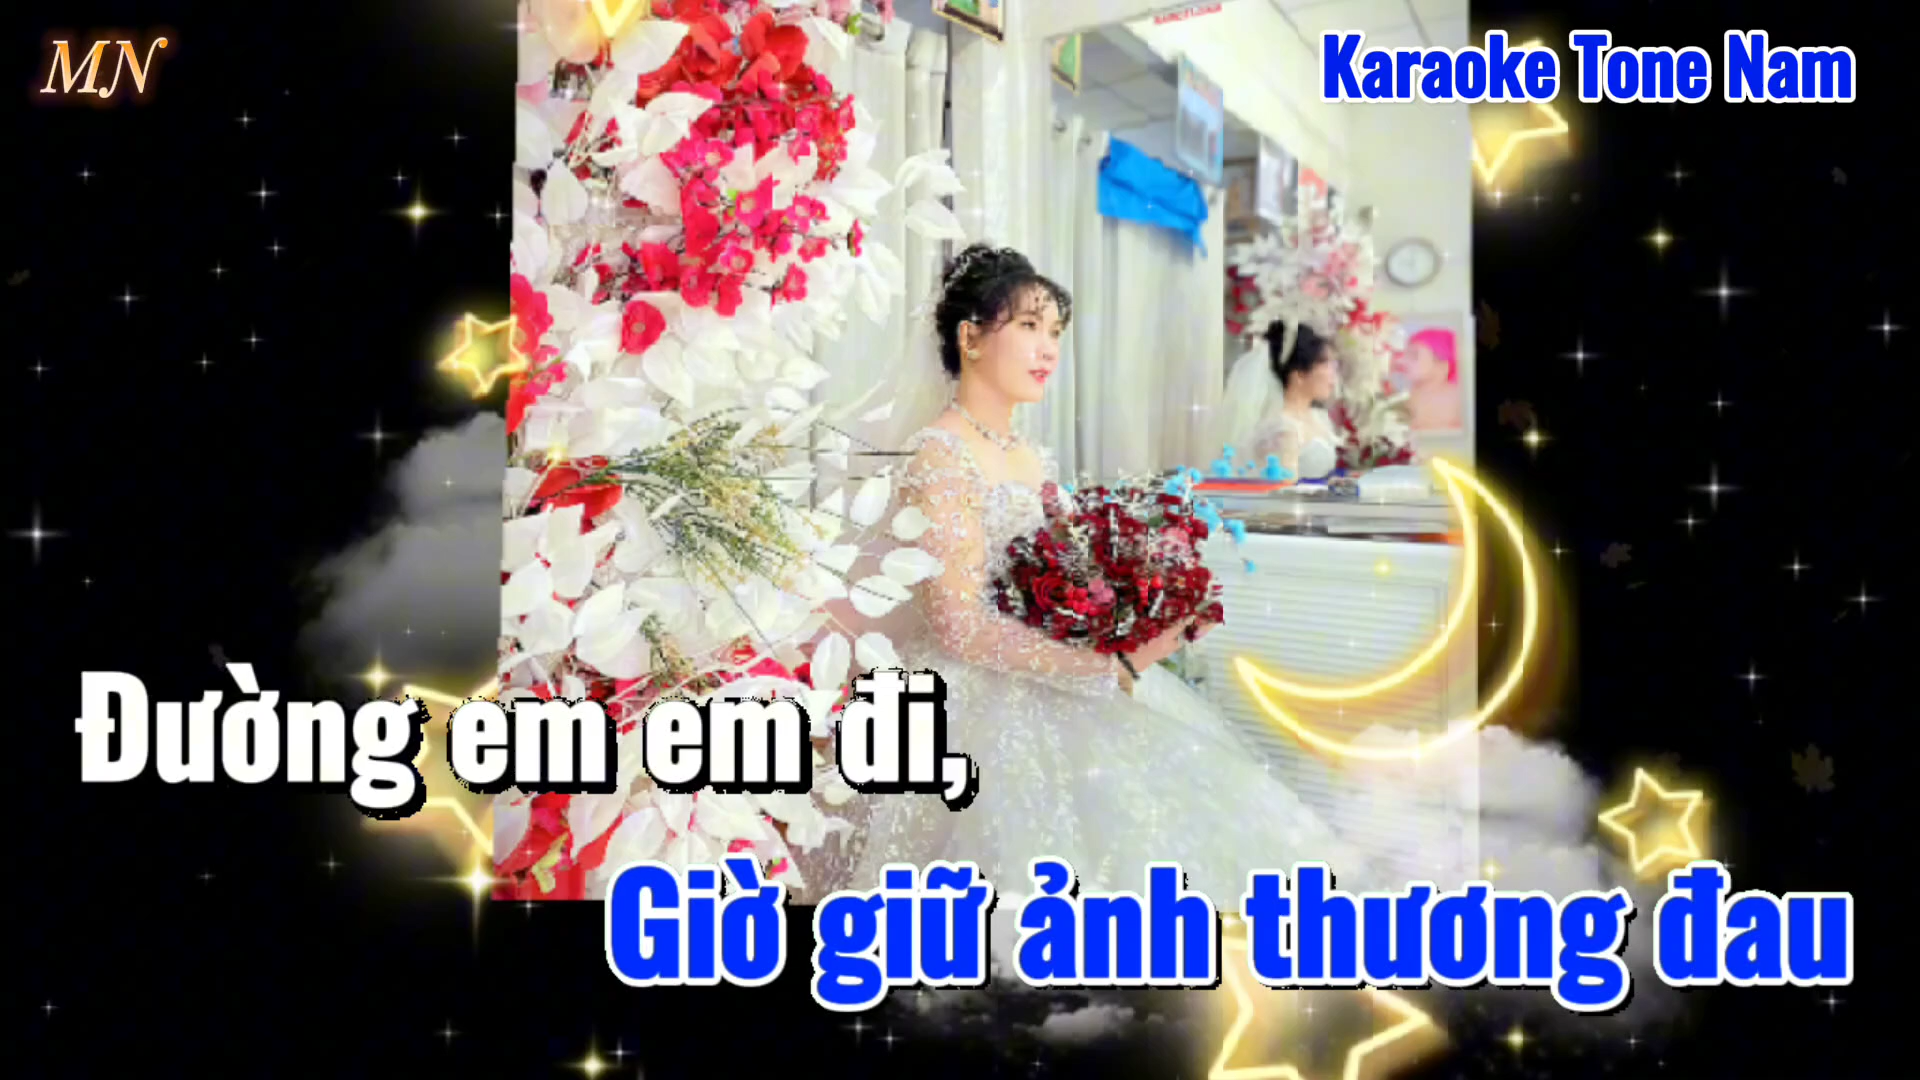 MN
Karaoke Tone Nam
Đường em em đi,
Giờ giữ ảnh thương đau